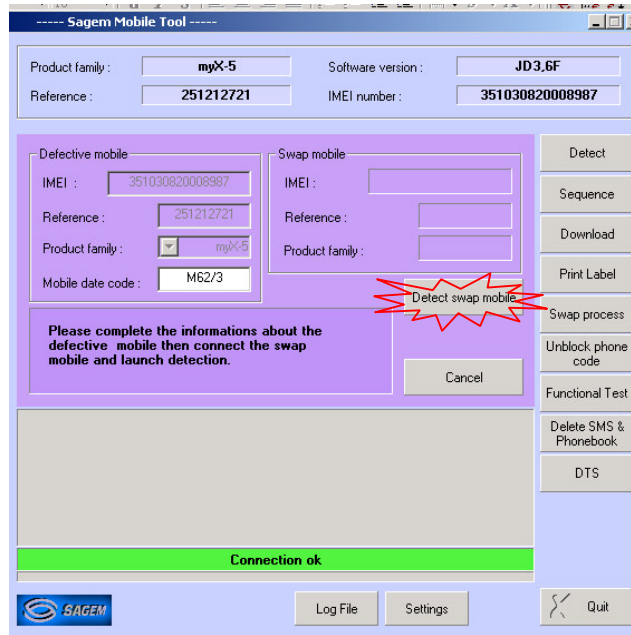 ----- Sagem Mobile Tool -----
Product family : myX-5 Software version : JD3,6F
Reference : 251212721 IMEI number : 351030820008987
Defective mobile
IMEI : 351030820008987
Reference : 251212721
Product family : myX-5
Mobile date code : M62/3
Swap mobile
IMEI :
Reference :
Product family :
Detect swap mobile
Please complete the informations about the
defective mobile then connect the swap
mobile and launch detection.
Cancel
Detect
Sequence
Download
Print Label
Swap process
Unblock phone
code
Functional Test
Delete SMS &
Phonebook
DTS
Connection ok
SAGEM
Log File
Settings
Quit